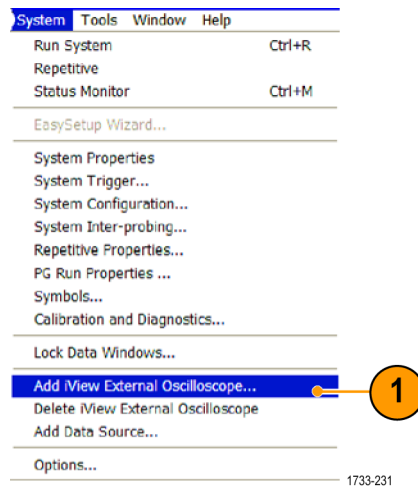 System Tools Window Help
Run System Ctrl+R
Repetitive
Status Monitor Ctrl+M
EasySetup Wizard...
System Properties
System Trigger...
System Configuration...
System Inter-probing...
Repetitive Properties...
PG Run Properties ...
Symbols...
Calibration and Diagnostics...
Lock Data Windows...
Add iView External Oscilloscope...
1
Delete iView External Oscilloscope
Add Data Source...
Options...
1733-231